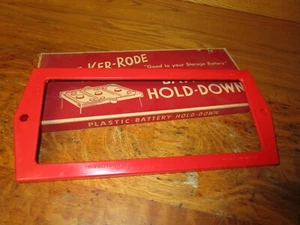 KER-RODE
"Good to your Storage Battery"
HOLD-DOWN
PLASTIC-BATTERY HOLD-DOWN